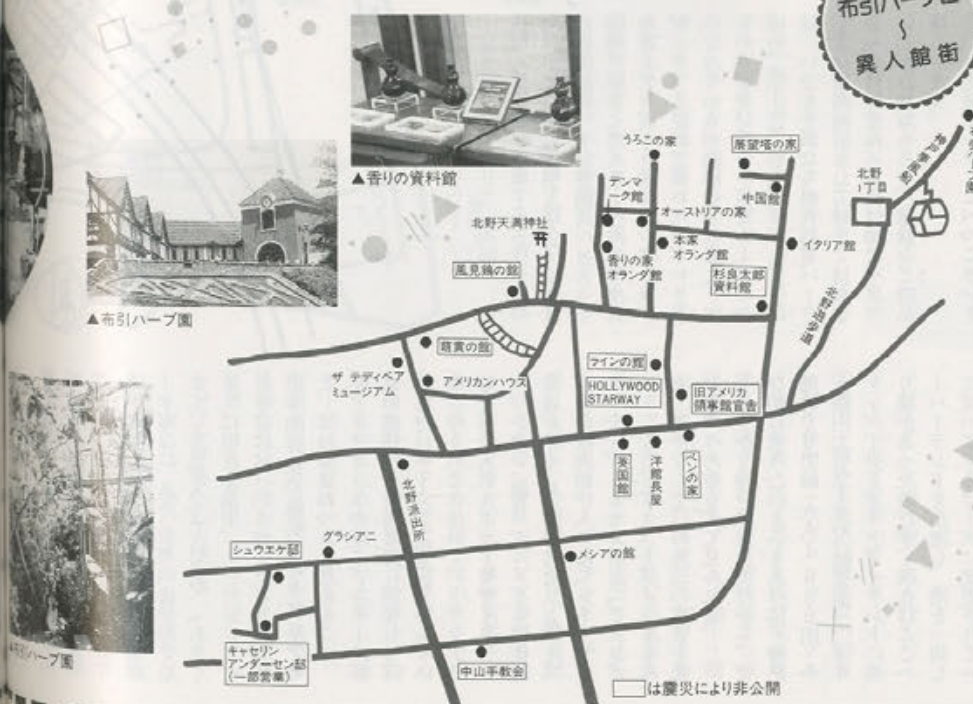 異人館街
～
▲香りの資料館
▲布引ハーブ園
うろこの家
展望塔の家
デンマ
ーク館
中国館
オーストリアの家
北野
1丁目
北野天満神社
本家
オランダ館
イタリア館
香りの家
オランダ館
風見鶏の館
杉良太郎
資料館
北野遊歩道
萌黄の館
ラインの館
ザ テディベア
ミュージアム
アメリカンハウス
HOLLYWOOD
STARWAY
旧アメリカ
領事館官舎
英国館
洋館長屋
ベンの家
北野派出所
グラシアニ
シュウエケ邸
メシアの館
ハーブ園
キャセリン
アンダーセン邸
(一部営業)
中山手教会
は震災により非公開